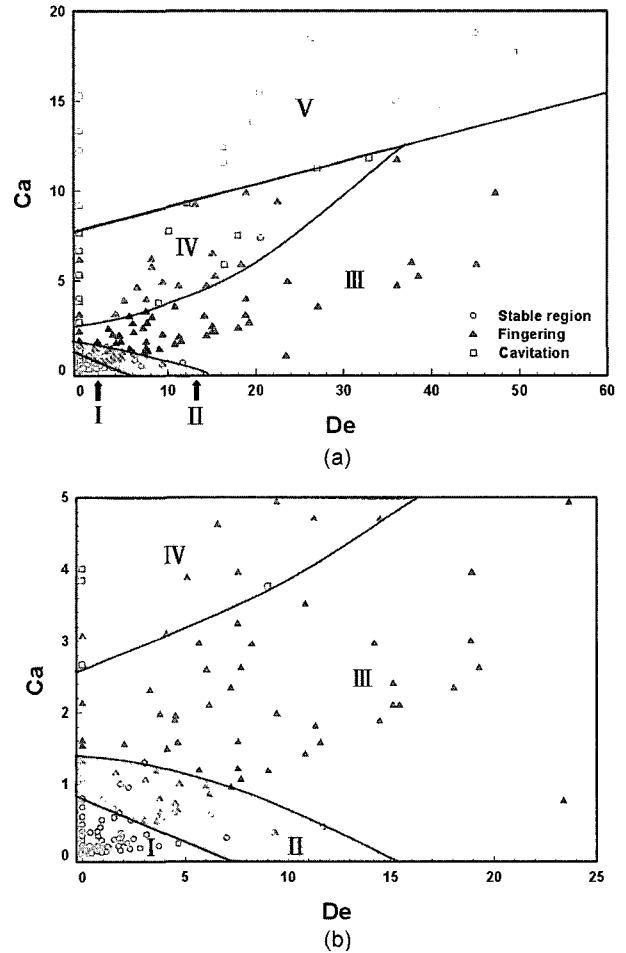 20
15
10
5
0
Ca
V
IV
III
Stable region
Fingering
Cavitation
0 10 20 30 40 50 60
I II
De
(a)
5
4
3
2
1
0
Ca
IV
III
I II
0 5 10 15 20 25
De
(b)